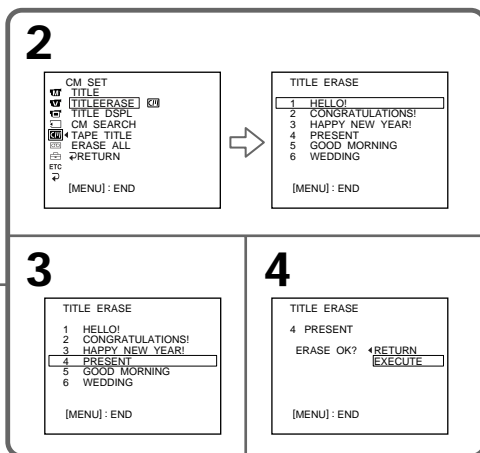 2
CM SET
TITLE
TITLEERASE
TITLE DSPL
CM SEARCH
TAPE TITLE
ERASE ALL
RETURN
ETC
[MENU] : END
TITLE ERASE
1 HELLO!
2 CONGRATULATIONS!
3 HAPPY NEW YEAR!
4 PRESENT
5 GOOD MORNING
6 WEDDING
[MENU] : END
3
TITLE ERASE
1 HELLO!
2 CONGRATULATIONS!
3 HAPPY NEW YEAR!
4 PRESENT
5 GOOD MORNING
6 WEDDING
[MENU] : END
4
TITLE ERASE
4 PRESENT
ERASE OK? RETURN
EXECUTE
[MENU] : END